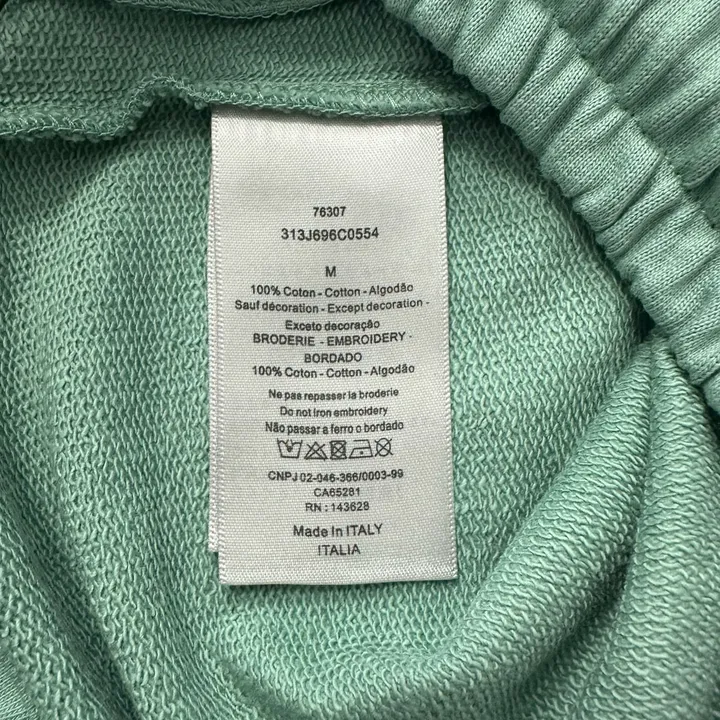 76307
313J696C0554
M
100% Coton - Cotton - Algodão
Sauf décoration - Except decoration -
Exceto decoração
BRODERIE - EMBROIDERY -
BORDADO
100% Coton - Cotton - Algodão
Ne pas repasser la broderie
Do not iron embroidery
Não passar a ferro o bordado
CNPJ 02-046-366/0003-99
CA65281
RN : 143628
Made in ITALY
ITALIA